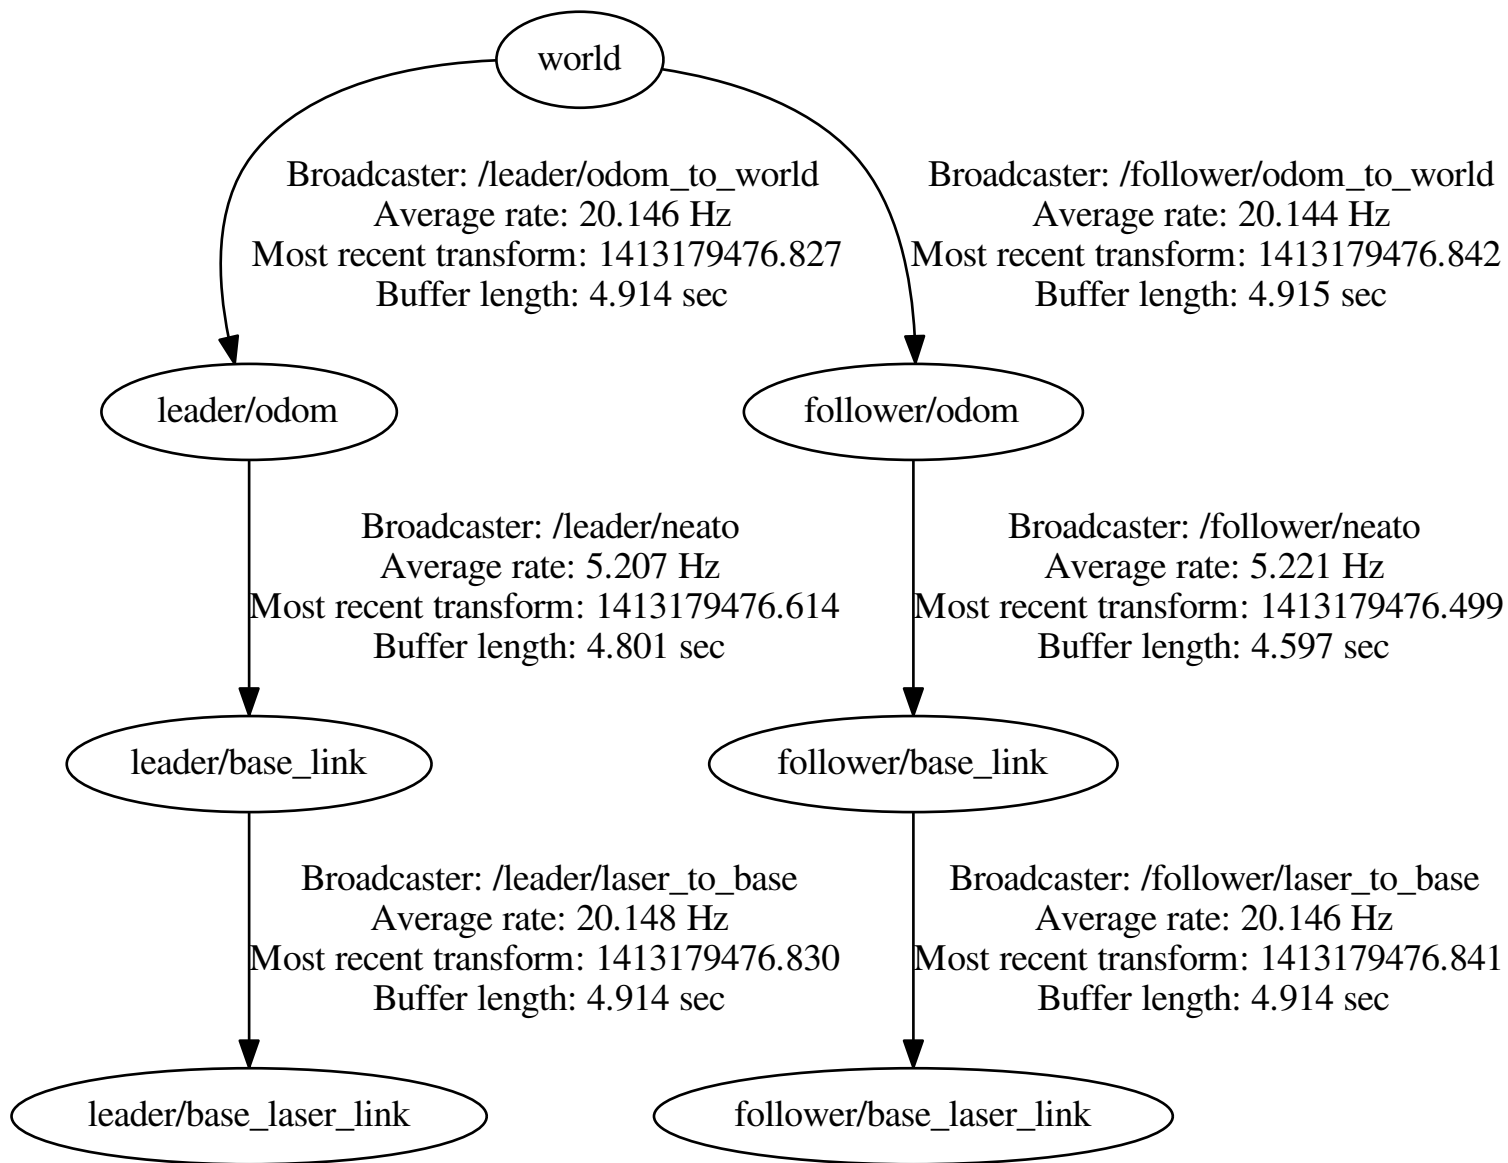 world
Broadcaster: /leader/odom_to_world
Average rate: 20.146 Hz
Most recent transform: 1413179476.827
Buffer length: 4.914 sec
Broadcaster: /follower/odom_to_world
Average rate: 20.144 Hz
Most recent transform: 1413179476.842
Buffer length: 4.915 sec
leader/odom
follower/odom
Broadcaster: /leader/neato
Average rate: 5.207 Hz
Most recent transform: 1413179476.614
Buffer length: 4.801 sec
Broadcaster: /follower/neato
Average rate: 5.221 Hz
Most recent transform: 1413179476.499
Buffer length: 4.597 sec
leader/base_link
follower/base_link
Broadcaster: /leader/laser_to_base
Average rate: 20.148 Hz
Most recent transform: 1413179476.830
Buffer length: 4.914 sec
Broadcaster: /follower/laser_to_base
Average rate: 20.146 Hz
Most recent transform: 1413179476.841
Buffer length: 4.914 sec
leader/base_laser_link
follower/base_laser_link